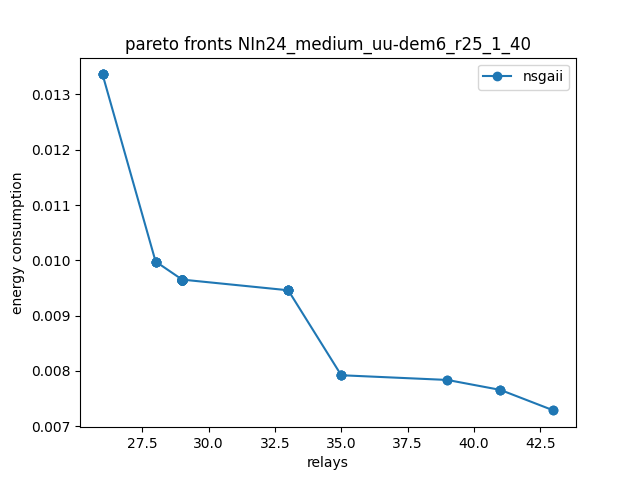 pareto fronts NIn24_medium_uu-dem6_r25_1_40
nsgaii
0.013
0.012
0.011
0.010
0.009
0.008
0.007
energy consumption
27.5 30.0 32.5 35.0 37.5 40.0 42.5
relays